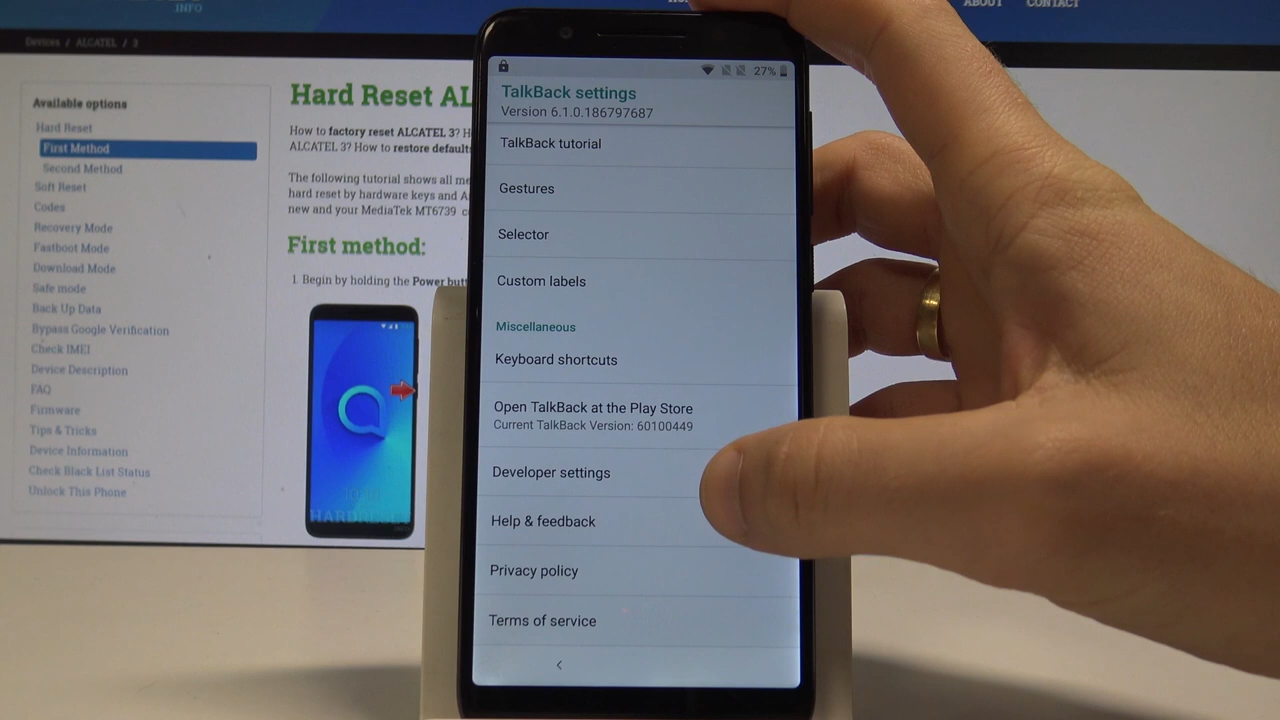 .INFO
ABOUT CONTACT
Devices / ALCATEL / 3
Available options
Hard Reset
First Method
Second Method
Soft Reset
Codes
Recovery Mode
Fastboot Mode
Download Mode
Safe mode
Back Up Data
Bypass Google Verification
Check IMEI
Device Description
FAQ
Firmware
Tips & Tricks
Device Information
Check Black List Status
Unlock This Phone
Hard Reset AL
How to factory reset ALCATEL 3? H
ALCATEL 3? How to restore default
The following tutorial shows all me
hard reset by hardware keys and A
new and your MediaTek MT6739 c
First method:
1. Begin by holding the Power but
27%
TalkBack settings
Version 6.1.0.186797687
TalkBack tutorial
Gestures
Selector
Custom labels
Miscellaneous
Keyboard shortcuts
Open TalkBack at the Play Store
Current TalkBack Version: 60100449
Developer settings
Help & feedback
Privacy policy
Terms of service